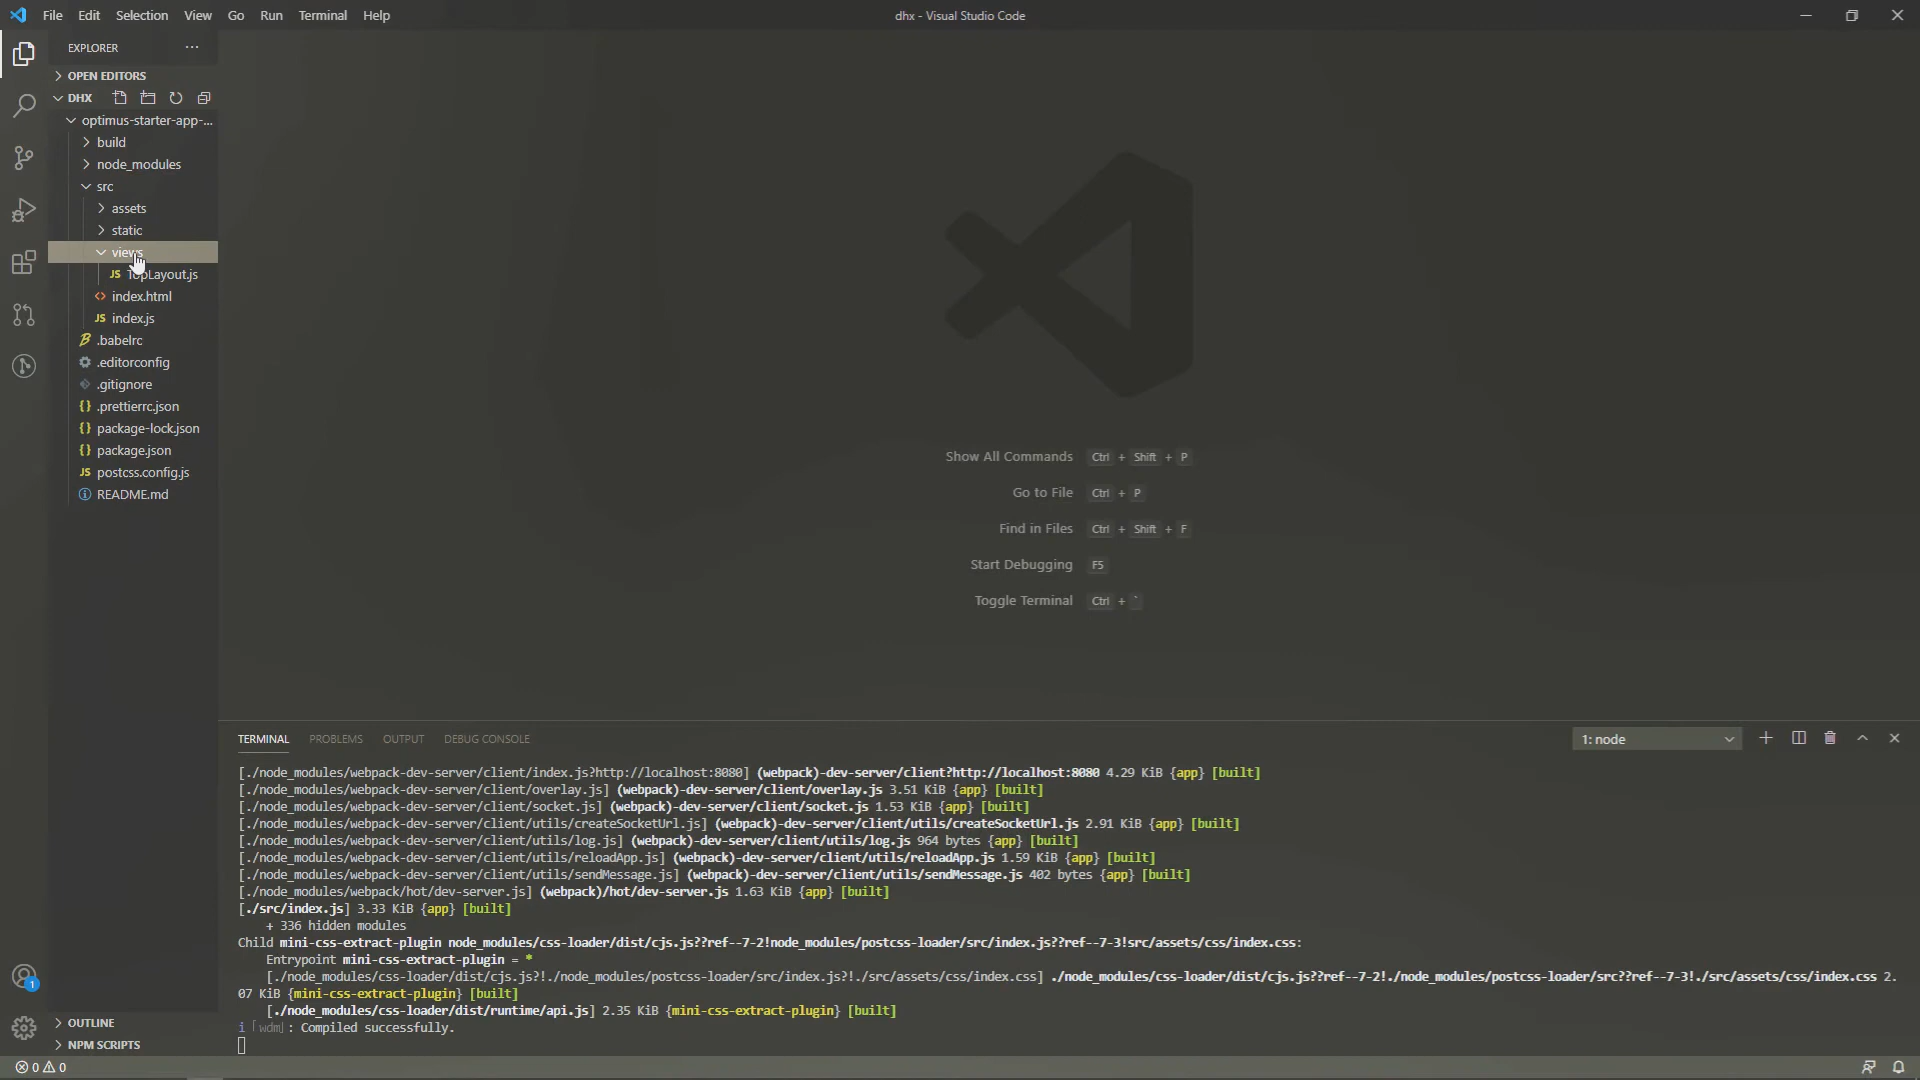 File Edit Selection View Go Run Terminal Help
dhx - Visual Studio Code
EXPLORER
OPEN EDITORS
DHX
optimus-starter-app-...
build
node_modules
src
assets
static
views
JS TopLayout.js
<> index.html
JS index.js
.babelrc
.editorconfig
.gitignore
{} .prettierrc.json
{} package-lock.json
{} package.json
JS postcss.config.js
README.md
Show All Commands Ctrl + Shift + P
Go to File Ctrl + P
Find in Files Ctrl + Shift + F
Start Debugging F5
Toggle Terminal Ctrl + `
TERMINAL PROBLEMS OUTPUT DEBUG CONSOLE
1: node
[./node_modules/webpack-dev-server/client/index.js?http://localhost:8080] (webpack)-dev-server/client?http://localhost:8080 4.29 KiB {app} [built]
[./node_modules/webpack-dev-server/client/overlay.js] (webpack)-dev-server/client/overlay.js 3.51 KiB {app} [built]
[./node_modules/webpack-dev-server/client/socket.js] (webpack)-dev-server/client/socket.js 1.53 KiB {app} [built]
[./node_modules/webpack-dev-server/client/utils/createSocketUrl.js] (webpack)-dev-server/client/utils/createSocketUrl.js 2.91 KiB {app} [built]
[./node_modules/webpack-dev-server/client/utils/log.js] (webpack)-dev-server/client/utils/log.js 964 bytes {app} [built]
[./node_modules/webpack-dev-server/client/utils/reloadApp.js] (webpack)-dev-server/client/utils/reloadApp.js 1.59 KiB {app} [built]
[./node_modules/webpack-dev-server/client/utils/sendMessage.js] (webpack)-dev-server/client/utils/sendMessage.js 402 bytes {app} [built]
[./node_modules/webpack/hot/dev-server.js] (webpack)/hot/dev-server.js 1.63 KiB {app} [built]
[./src/index.js] 3.33 KiB {app} [built]
+ 336 hidden modules
Child mini-css-extract-plugin node_modules/css-loader/dist/cjs.js??ref--7-2!node_modules/postcss-loader/src/index.js??ref--7-3!src/assets/css/index.css:
Entrypoint mini-css-extract-plugin = *
[./node_modules/css-loader/dist/cjs.js?!./node_modules/postcss-loader/src/index.js?!./src/assets/css/index.css] ./node_modules/css-loader/dist/cjs.js??ref--7-2!./node_modules/postcss-loader/src??ref--7-3!./src/assets/css/index.css 2.
07 KiB {mini-css-extract-plugin} [built]
[./node_modules/css-loader/dist/runtime/api.js] 2.35 KiB {mini-css-extract-plugin} [built]
i ｢wdm｣: Compiled successfully.
1
OUTLINE
NPM SCRIPTS
0 0